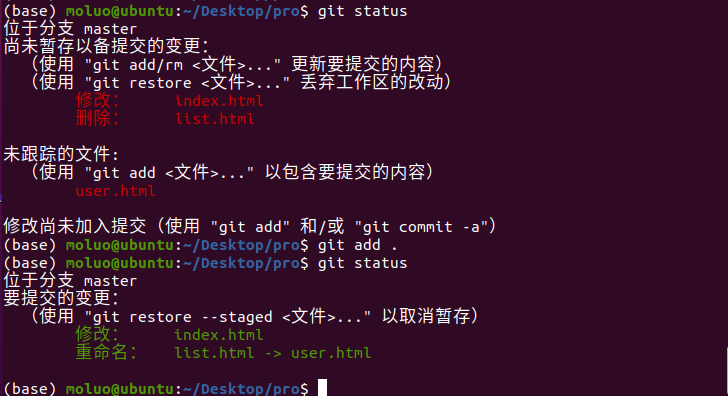 (base) moluo@ubuntu:~/Desktop/pro$ git status
位于分支 master
尚未暂存以备提交的变更：
（使用 "git add/rm <文件>..." 更新要提交的内容）
（使用 "git restore <文件>..." 丢弃工作区的改动）
修改： index.html
删除： list.html
未跟踪的文件:
（使用 "git add <文件>..." 以包含要提交的内容）
user.html
修改尚未加入提交（使用 "git add" 和/或 "git commit -a"）
(base) moluo@ubuntu:~/Desktop/pro$ git add .
(base) moluo@ubuntu:~/Desktop/pro$ git status
位于分支 master
要提交的变更：
（使用 "git restore --staged <文件>..." 以取消暂存）
修改： index.html
重命名： list.html -> user.html
(base) moluo@ubuntu:~/Desktop/pro$